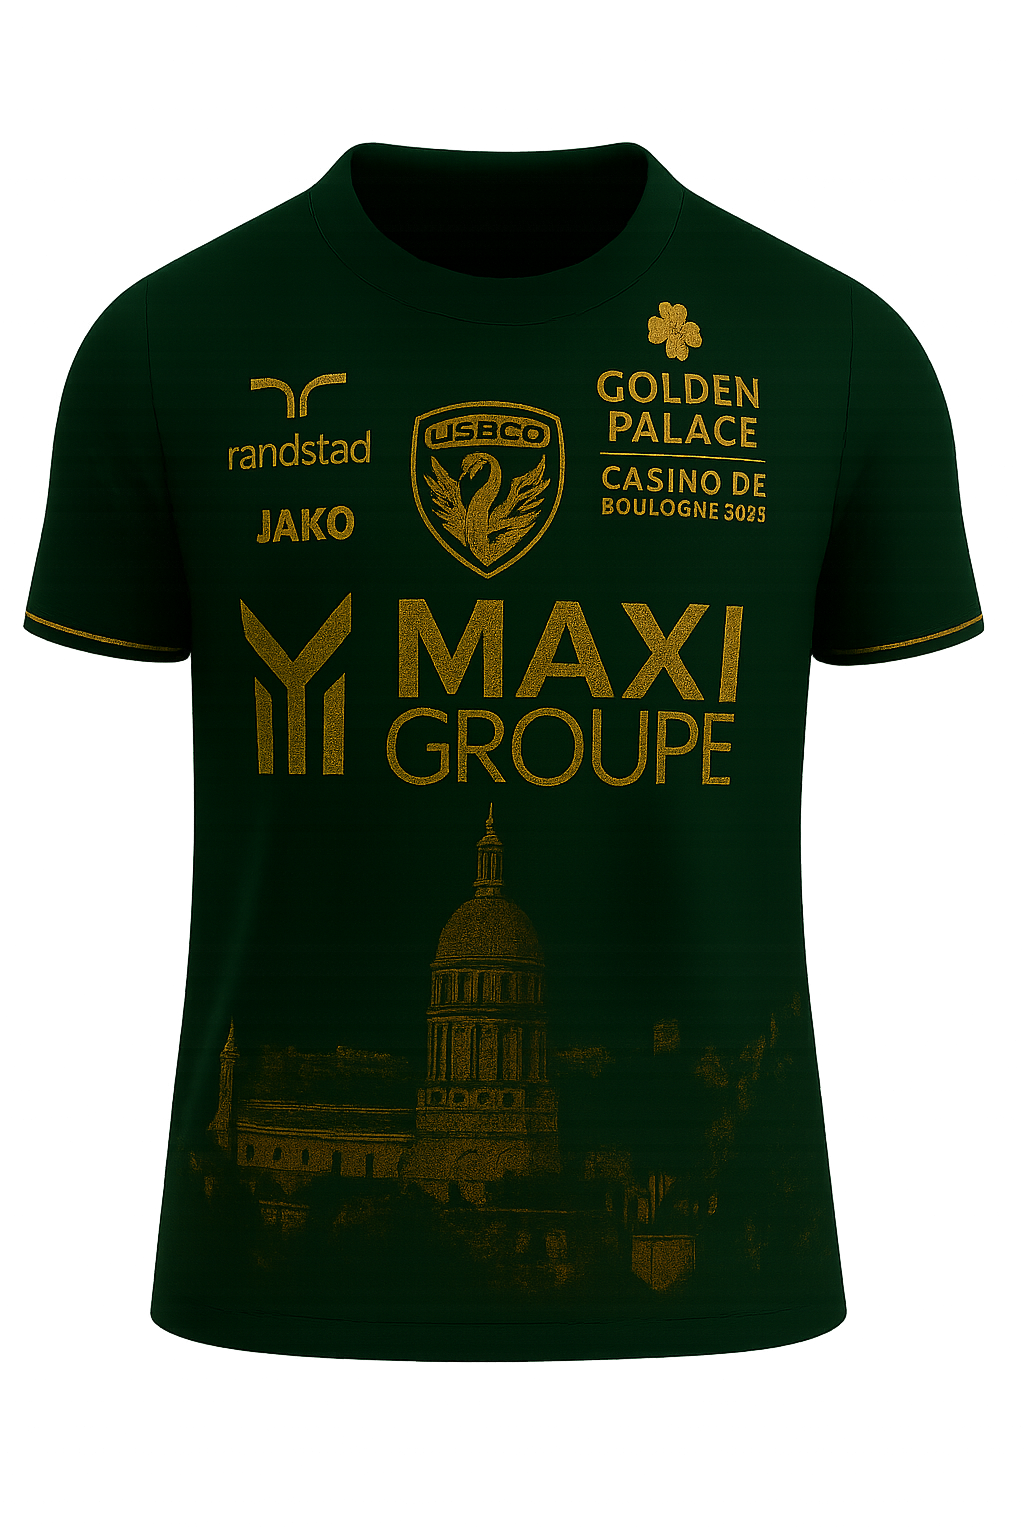 randstad
JAKO
USBCO
GOLDEN
PALACE
CASINO DE
BOULOGNE 3025
MAXI
GROUPE